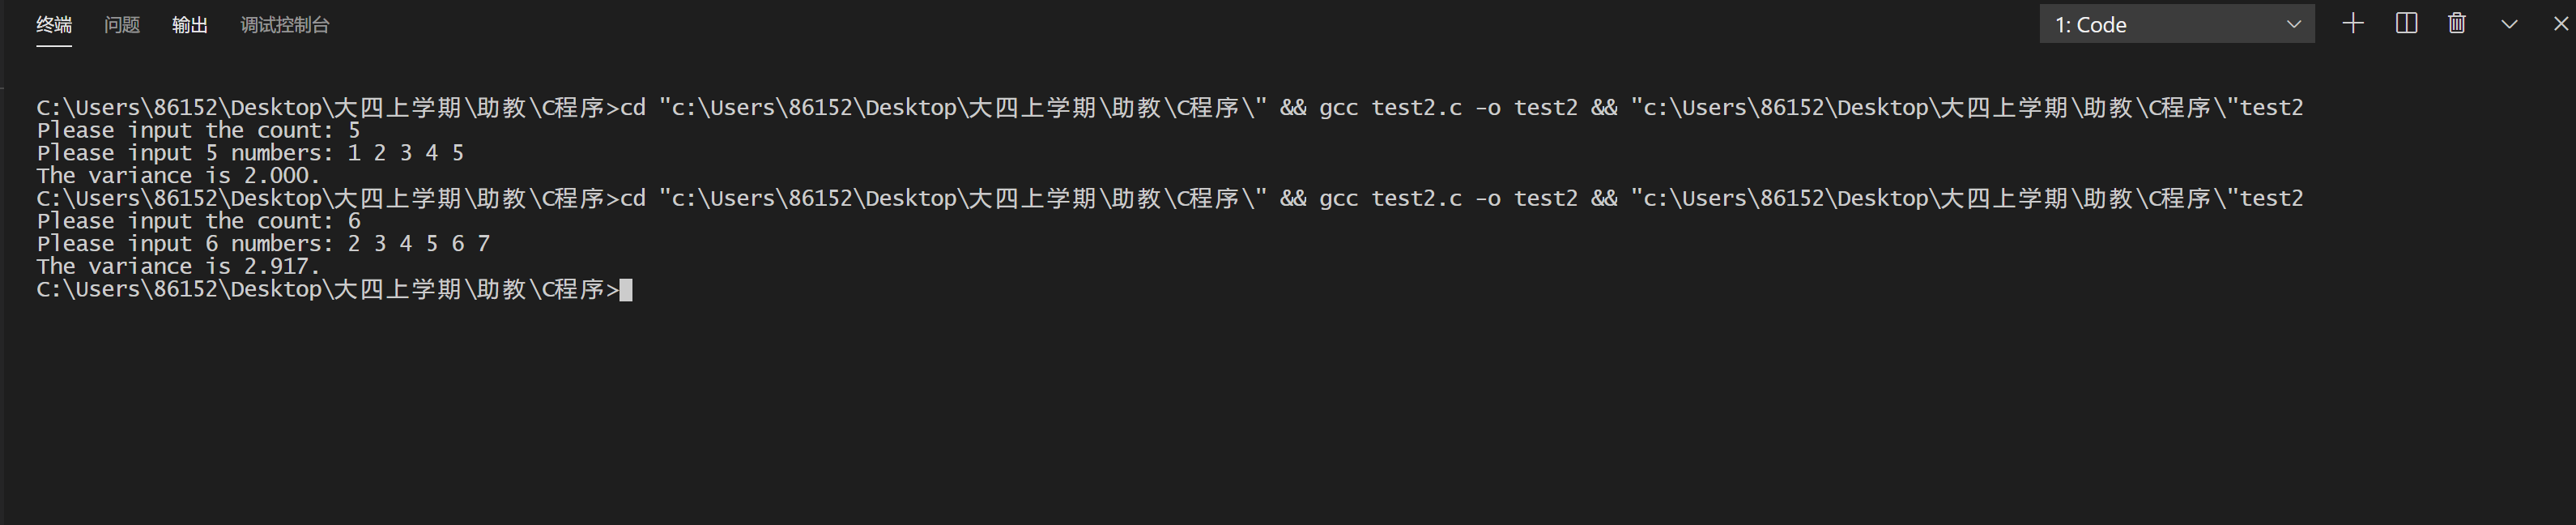 终端 问题 输出 调试控制台 1: Code
C:\Users\86152\Desktop\大四上学期\助教\C程序>cd "c:\Users\86152\Desktop\大四上学期\助教\C程序\" && gcc test2.c -o test2 && "c:\Users\86152\Desktop\大四上学期\助教\C程序\"test2
Please input the count: 5
Please input 5 numbers: 1 2 3 4 5
The variance is 2.000.
C:\Users\86152\Desktop\大四上学期\助教\C程序>cd "c:\Users\86152\Desktop\大四上学期\助教\C程序\" && gcc test2.c -o test2 && "c:\Users\86152\Desktop\大四上学期\助教\C程序\"test2
Please input the count: 6
Please input 6 numbers: 2 3 4 5 6 7
The variance is 2.917.
C:\Users\86152\Desktop\大四上学期\助教\C程序>